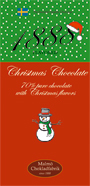 1888
Christmas Chocolate
70% pure chocolate
with Christmas flavors
Malmö
Chokladfabrik